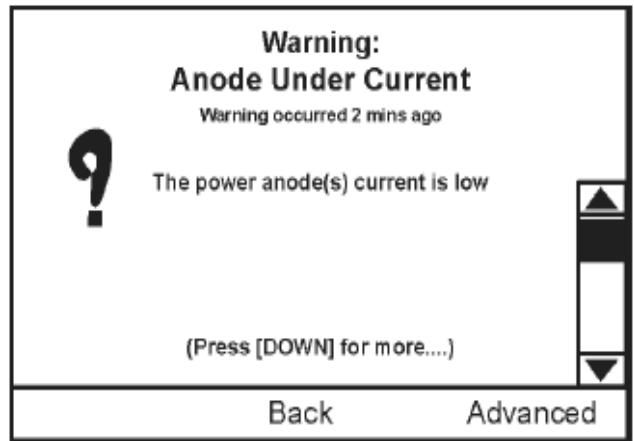 Warning:
Anode Under Current
Warning occurred 2 mins ago
The power anode(s) current is low
(Press [DOWN] for more....)
Back Advanced